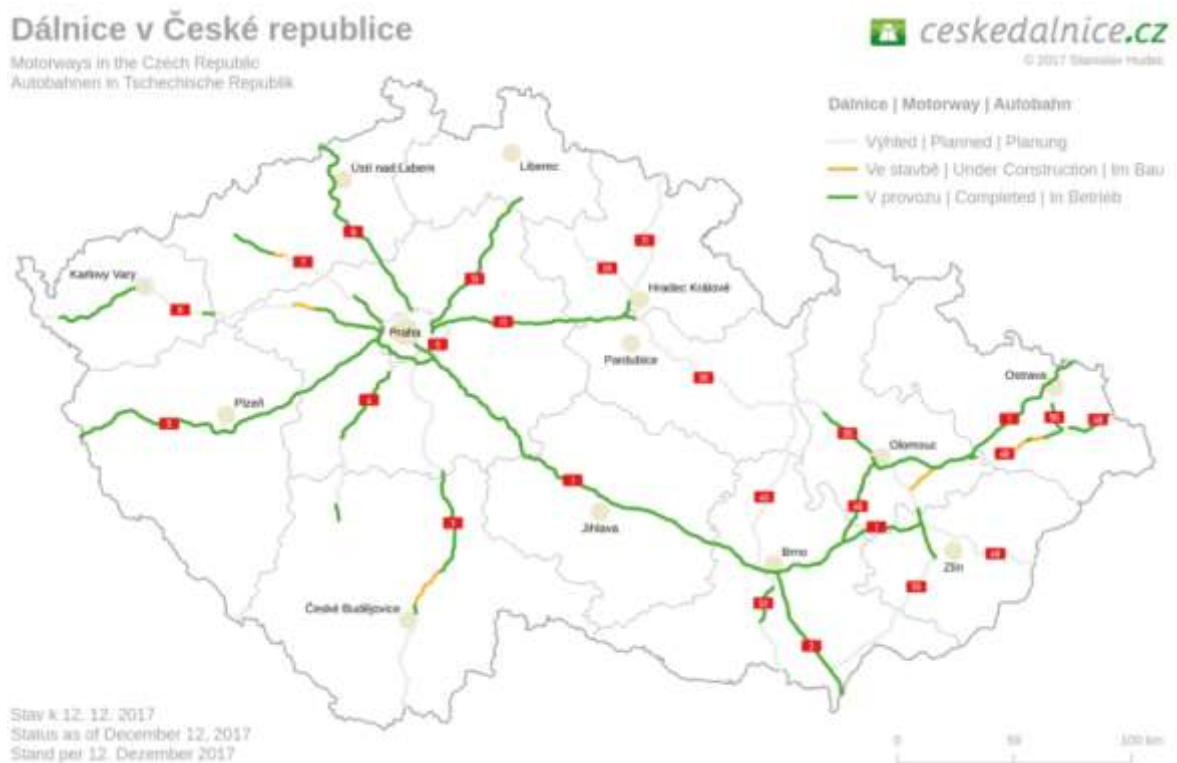 Dálnice v České republice
Motorways in the Czech Republic
Autobahnen in Tschechische Republik
ceskedalnice.cz
© 2017 Stanislav Hudec
Dálnice | Motorway | Autobahn
Výhled | Planned | Planung
Ve stavbě | Under Construction | Im Bau
V provozu | Completed | In Betrieb
Ústí nad Labem
Liberec
Karlovy Vary
Hradec Králové
Praha
Pardubice
Ostrava
Plzeň
Olomouc
Jihlava
Brno
Zlín
České Budějovice
Stav k 12. 12. 2017
Status as of December 12, 2017
Stand per 12. Dezember 2017
0 50 100 km